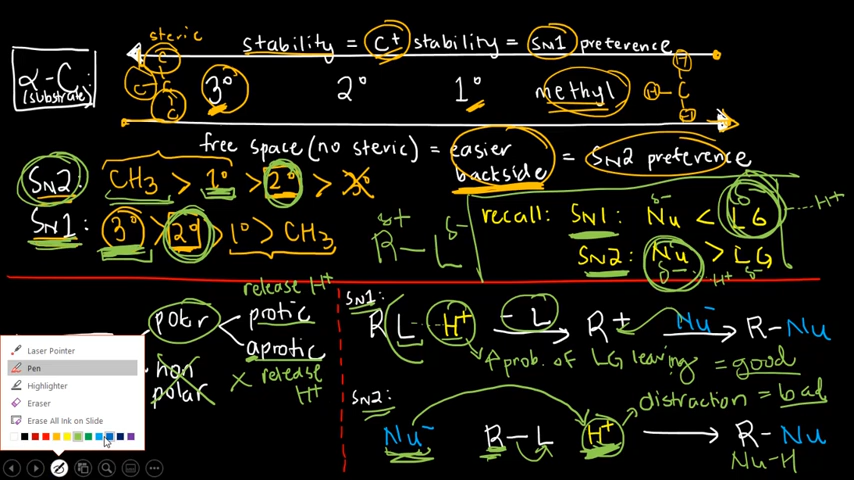 steric
stability = C+ stability = SN1 preference
α-C:
(substrate)
C
C-C
C
3° 2° 1° methyl
H
H-C
H
free space (no steric) = easier backside = SN2 preference
SN2: CH3 > 1° > 2° > 3°
SN1: 3° > 2° > 1° > CH3
δ+ δ-
R-L
recall: SN1: Nu < LG
δ- δ- H+
SN2: Nu > LG
δ- H+ δ-
polar
release H+
protic
aprotic
x release H+
non polar
SN1:
R L H+ - L R+ Nu- R-Nu
↑prob. of LG leaving = good
SN2:
distraction = bad
Nu- R-L H+ R-Nu
Nu-H
Laser Pointer
Pen
Highlighter
Eraser
Erase All Ink on Slide